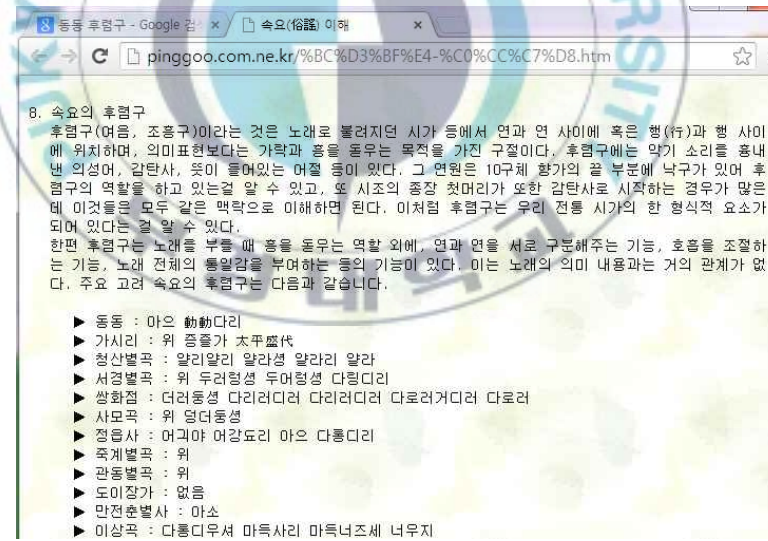 동동 후렴구 - Google 검
속요(俗謠) 이해
pinggoo.com.ne.kr/%BC%D3%BF%E4-%C0%CC%C7%D8.htm
8. 속요의 후렴구
후렴구(여음, 조흥구)이라는 것은 노래로 불려지던 시가 등에서 연과 연 사이에 혹은 행(行)과 행 사이
에 위치하며, 의미표현보다는 가락과 흥을 돋우는 목적을 가진 구절이다. 후렴구에는 악기 소리를 흉내
낸 의성어, 감탄사, 뜻이 들어있는 어절 등이 있다. 그 연원은 10구체 향가의 끝 부분에 낙구가 있어 후
렴구의 역할을 하고 있는걸 알 수 있고, 또 시조의 종장 첫머리가 또한 감탄사로 시작하는 경우가 많은
데 이것들은 모두 같은 맥락으로 이해하면 된다. 이처럼 후렴구는 우리 전통 시가의 한 형식적 요소가
되어 있다는 걸 알 수 있다.
한편 후렴구는 노래를 부를 때 흥을 돋우는 역할 외에, 연과 연을 서로 구분해주는 기능, 호흡을 조절하
는 기능, 노래 전체의 통일감을 부여하는 등의 기능이 있다. 이는 노래의 의미 내용과는 거의 관계가 없
다. 주요 고려 속요의 후렴구는 다음과 같습니다.
▶ 동동 : 아으 動動다리
▶ 가시리 : 위 증즐가 太平盛代
▶ 청산별곡 : 얄리얄리 얄라셩 얄라리 얄라
▶ 서경별곡 : 위 두러렁셩 두어렁셩 다링디리
▶ 쌍화점 : 더러둥셩 다리러디러 다리러디러 다로러거디러 다로러
▶ 사모곡 : 위 덩더둥셩
▶ 정읍사 : 어긔야 어강됴리 아으 다롱디리
▶ 죽계별곡 : 위
▶ 관동별곡 : 위
▶ 도이장가 : 없음
▶ 만전춘별사 : 아소
▶ 이상곡 : 다롱디우셔 마득사리 마득너즈세 너우지